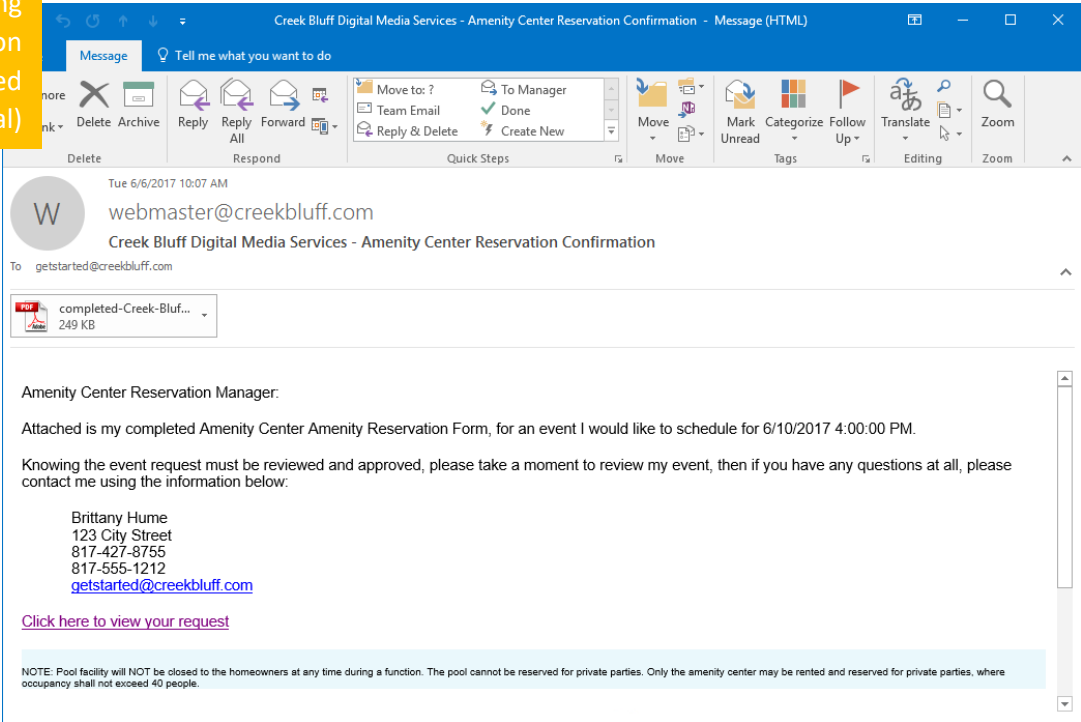 ng
on
ed
al)
Creek Bluff Digital Media Services - Amenity Center Reservation Confirmation - Message (HTML)
Message
Tell me what you want to do
nore
nk
Delete
Archive
Reply
Reply All
Forward
Move to: ?
Team Email
Reply & Delete
To Manager
Done
Create New
Move
Mark Unread
Categorize
Follow Up
Translate
Zoom
Delete
Respond
Quick Steps
Move
Tags
Editing
Zoom
Tue 6/6/2017 10:07 AM
W
webmaster@creekbluff.com
Creek Bluff Digital Media Services - Amenity Center Reservation Confirmation
To getstarted@creekbluff.com
PDF
Adobe
completed-Creek-Bluf...
249 KB
Amenity Center Reservation Manager:
Attached is my completed Amenity Center Amenity Reservation Form, for an event I would like to schedule for 6/10/2017 4:00:00 PM.
Knowing the event request must be reviewed and approved, please take a moment to review my event, then if you have any questions at all, please
contact me using the information below:
Brittany Hume
123 City Street
817-427-8755
817-555-1212
getstarted@creekbluff.com
Click here to view your request
NOTE: Pool facility will NOT be closed to the homeowners at any time during a function. The pool cannot be reserved for private parties. Only the amenity center may be rented and reserved for private parties, where
occupancy shall not exceed 40 people.